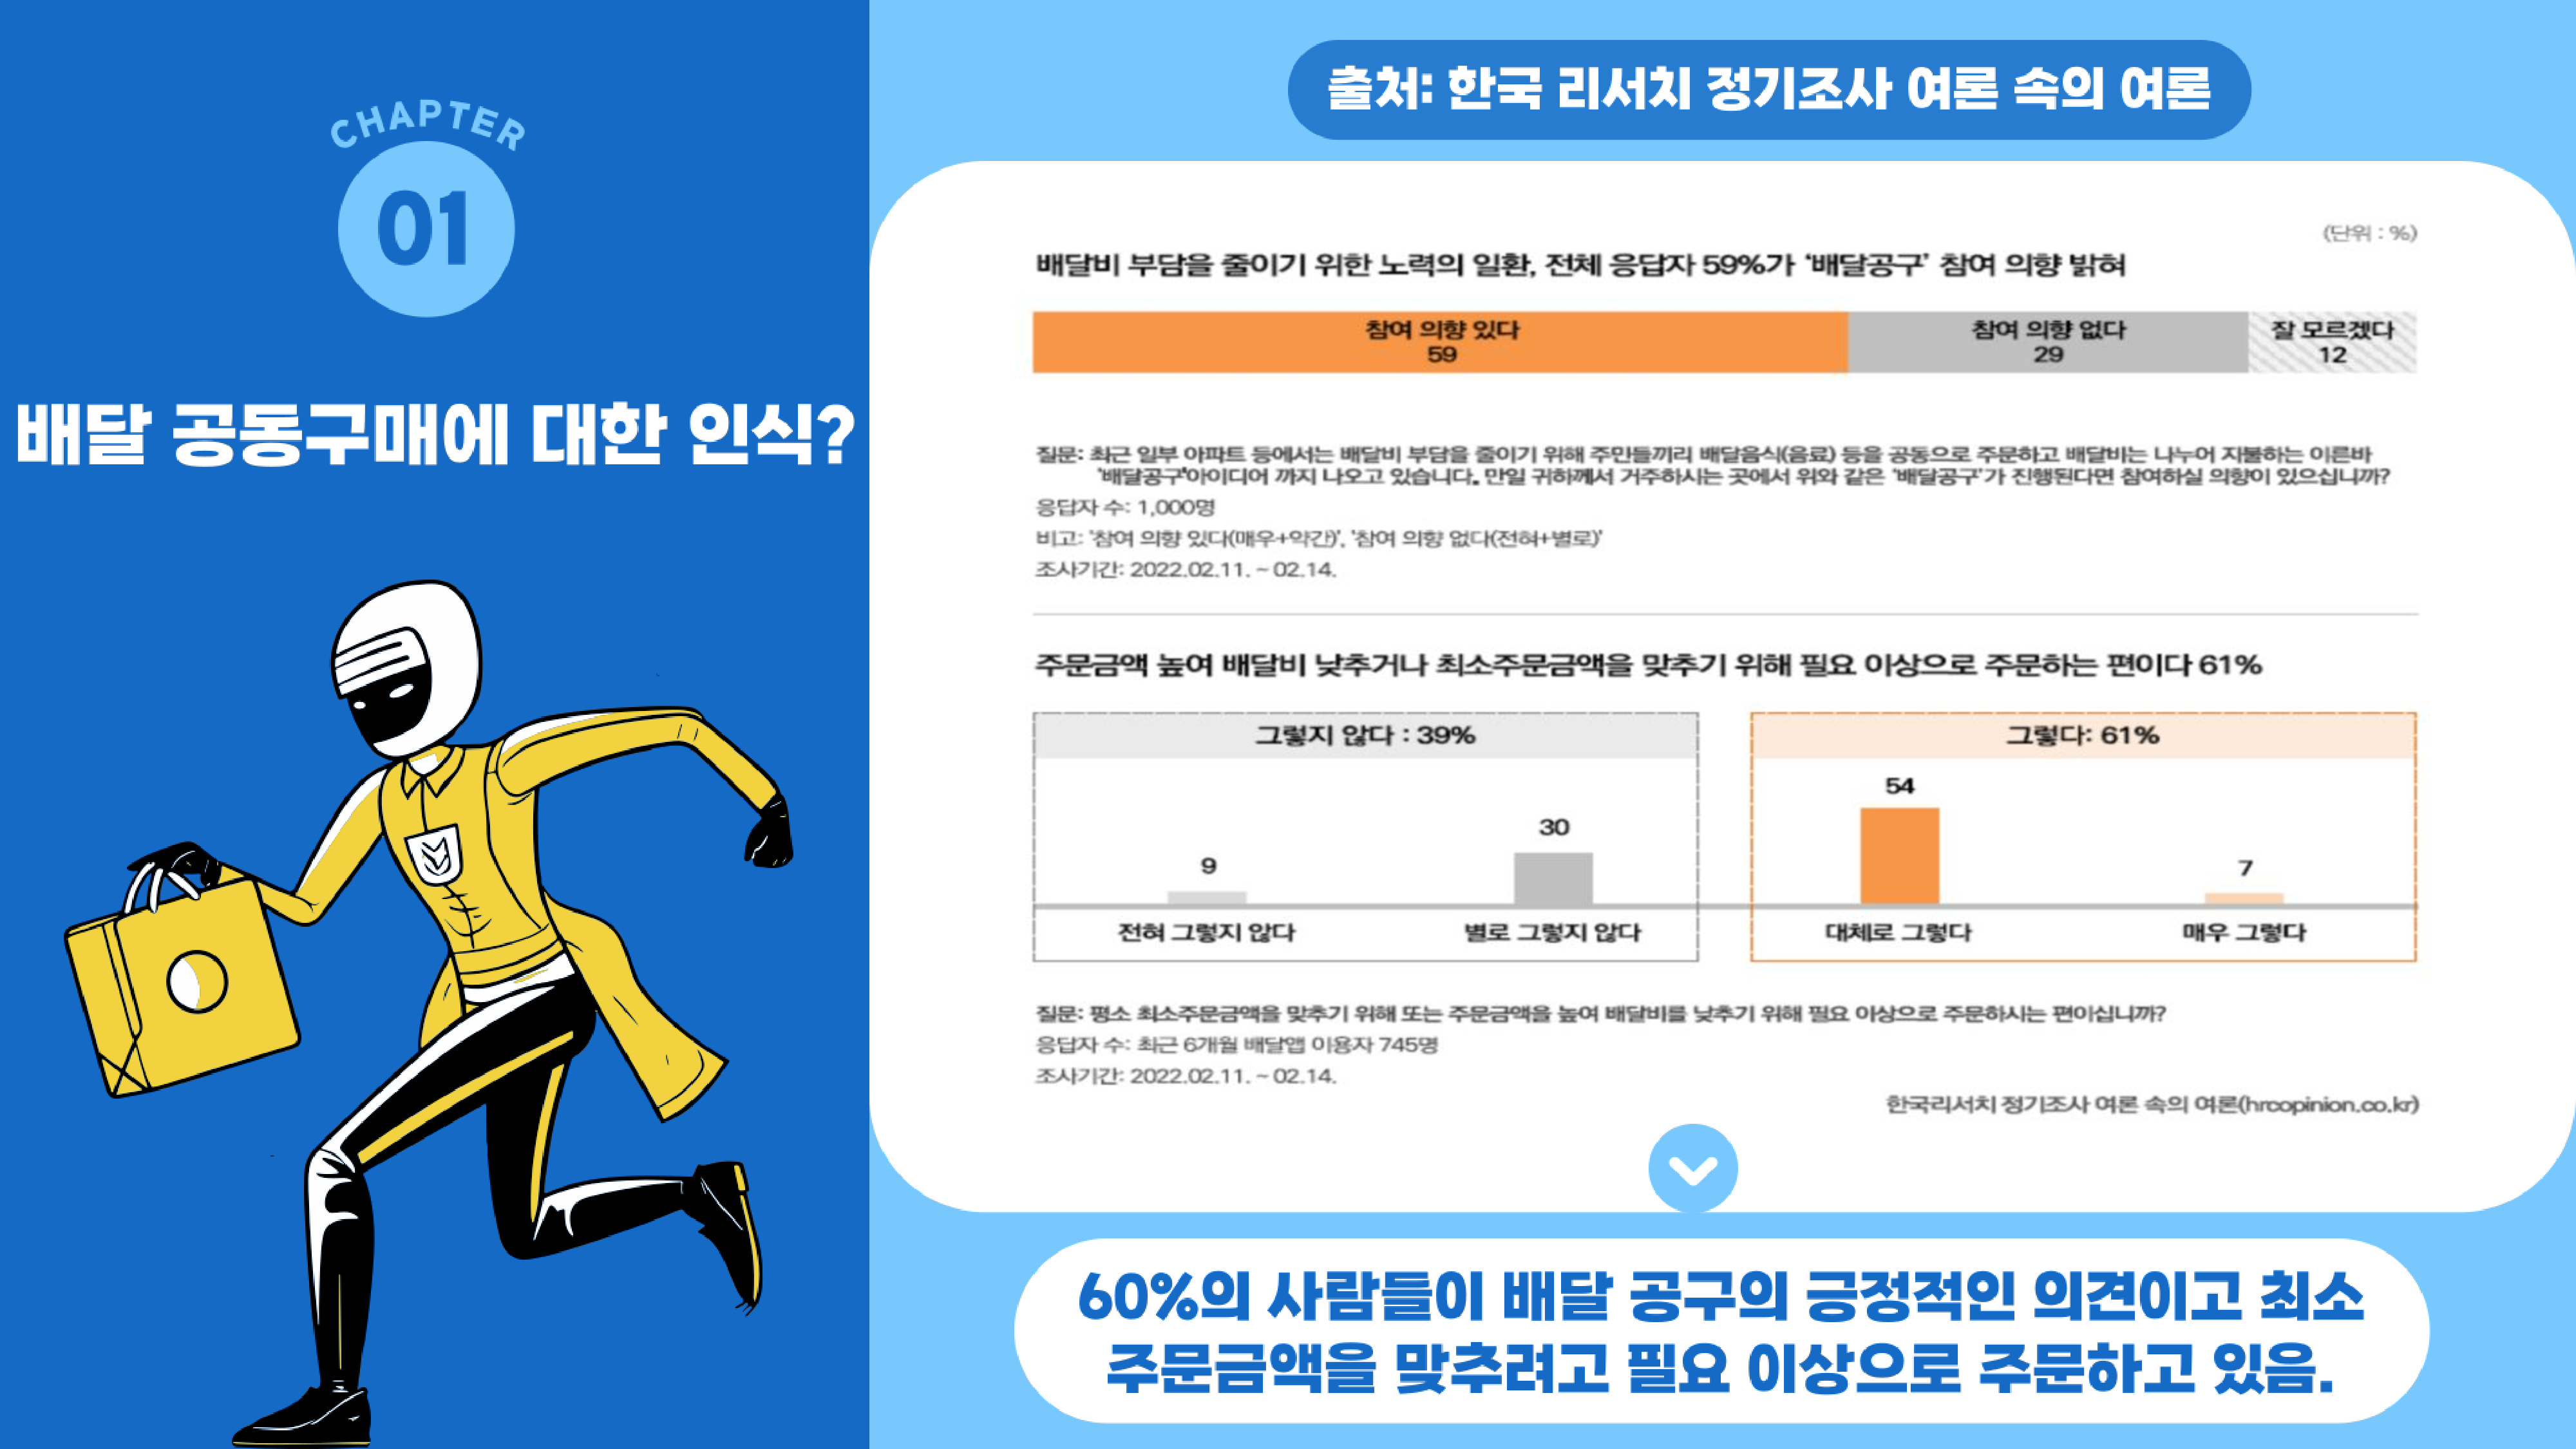 CHAPTER
01
배달 공동구매에 대한 인식?
출처: 한국 리서치 정기조사 여론 속의 여론
(단위 : %)
배달비 부담을 줄이기 위한 노력의 일환, 전체 응답자 59%가 ‘배달공구’ 참여 의향 밝혀
참여 의향 있다
59
참여 의향 없다
29
잘 모르겠다
12
질문: 최근 일부 아파트 등에서는 배달비 부담을 줄이기 위해 주민들끼리 배달음식(음료) 등을 공동으로 주문하고 배달비는 나누어 지불하는 이른바
'배달공구'아이디어 까지 나오고 있습니다. 만일 귀하께서 거주하시는 곳에서 위와 같은 '배달공구'가 진행된다면 참여하실 의향이 있으십니까?
응답자 수: 1,000명
비고: '참여 의향 있다(매우+약간)', '참여 의향 없다(전혀+별로)'
조사기간: 2022.02.11. ~ 02.14.
주문금액 높여 배달비 낮추거나 최소주문금액을 맞추기 위해 필요 이상으로 주문하는 편이다 61%
그렇지 않다 : 39%
그렇다: 61%
9
30
54
7
전혀 그렇지 않다
별로 그렇지 않다
대체로 그렇다
매우 그렇다
질문: 평소 최소주문금액을 맞추기 위해 또는 주문금액을 높여 배달비를 낮추기 위해 필요 이상으로 주문하시는 편이십니까?
응답자 수: 최근 6개월 배달앱 이용자 745명
조사기간: 2022.02.11. ~ 02.14.
한국리서치 정기조사 여론 속의 여론(hrcopinion.co.kr)
60%의 사람들이 배달 공구의 긍정적인 의견이고 최소
주문금액을 맞추려고 필요 이상으로 주문하고 있음.